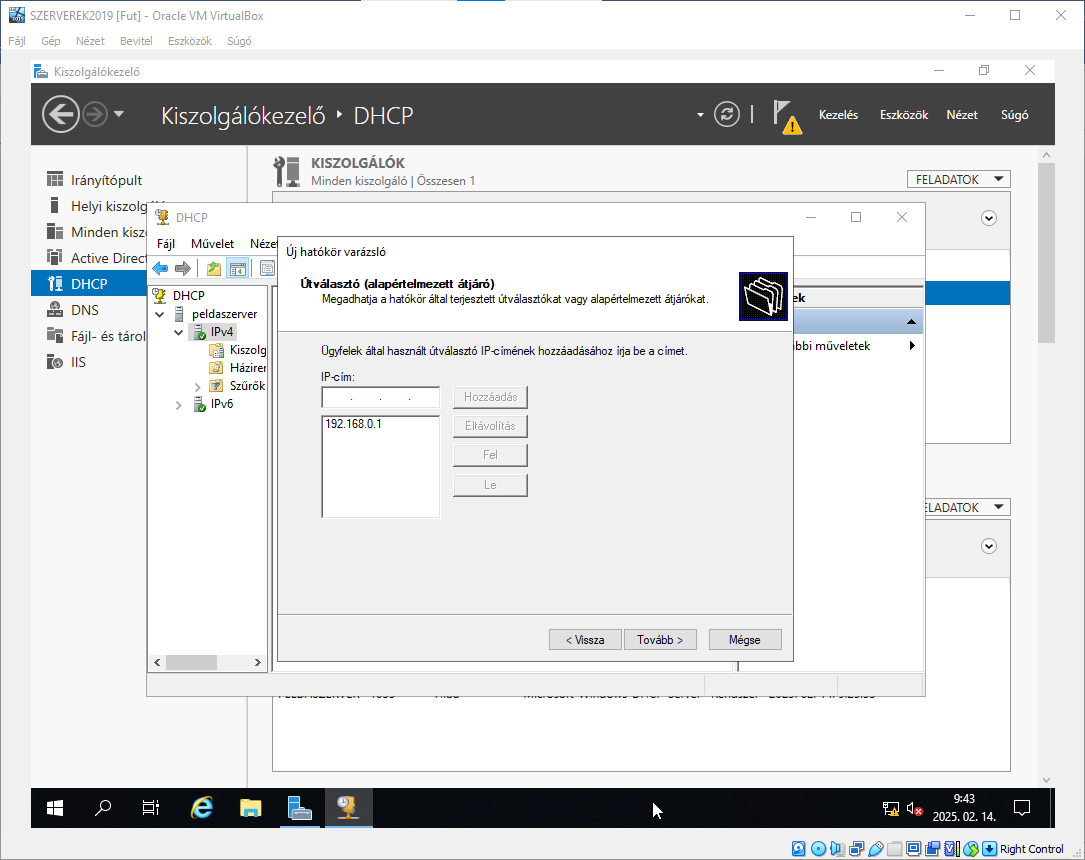 SZERVEREK2019 [Fut] - Oracle VM VirtualBox
Fájl Gép Nézet Bevitel Eszközök Súgó
Kiszolgálókezelő
Kiszolgálókezelő DHCP
Kezelés Eszközök Nézet Súgó
Irányítópult
Helyi kiszolg
Minden kisz
Active Direct
DHCP
DNS
Fájl- és tárol
IIS
KISZOLGÁLÓK
Minden kiszolgáló | Összesen 1
FELADATOK
DHCP
Fájl Művelet Nézet
DHCP
peldaszerver
IPv4
Kiszolg
Házirer
Szűrők
IPv6
Új hatókör varázsló
Útválasztó (alapértelmezett átjáró)
Megadhatja a hatókör által terjesztett útválasztókat vagy alapértelmezett átjárókat.
Ügyfelek által használt útválasztó IP-címének hozzáadásához írja be a címet.
IP-cím:
. . .
Hozzáadás
192.168.0.1
Eltávolítás
Fel
Le
< Vissza
Tovább >
Mégse
ek
bbi műveletek
ELADATOK
9:43
2025. 02. 14.
Right Control